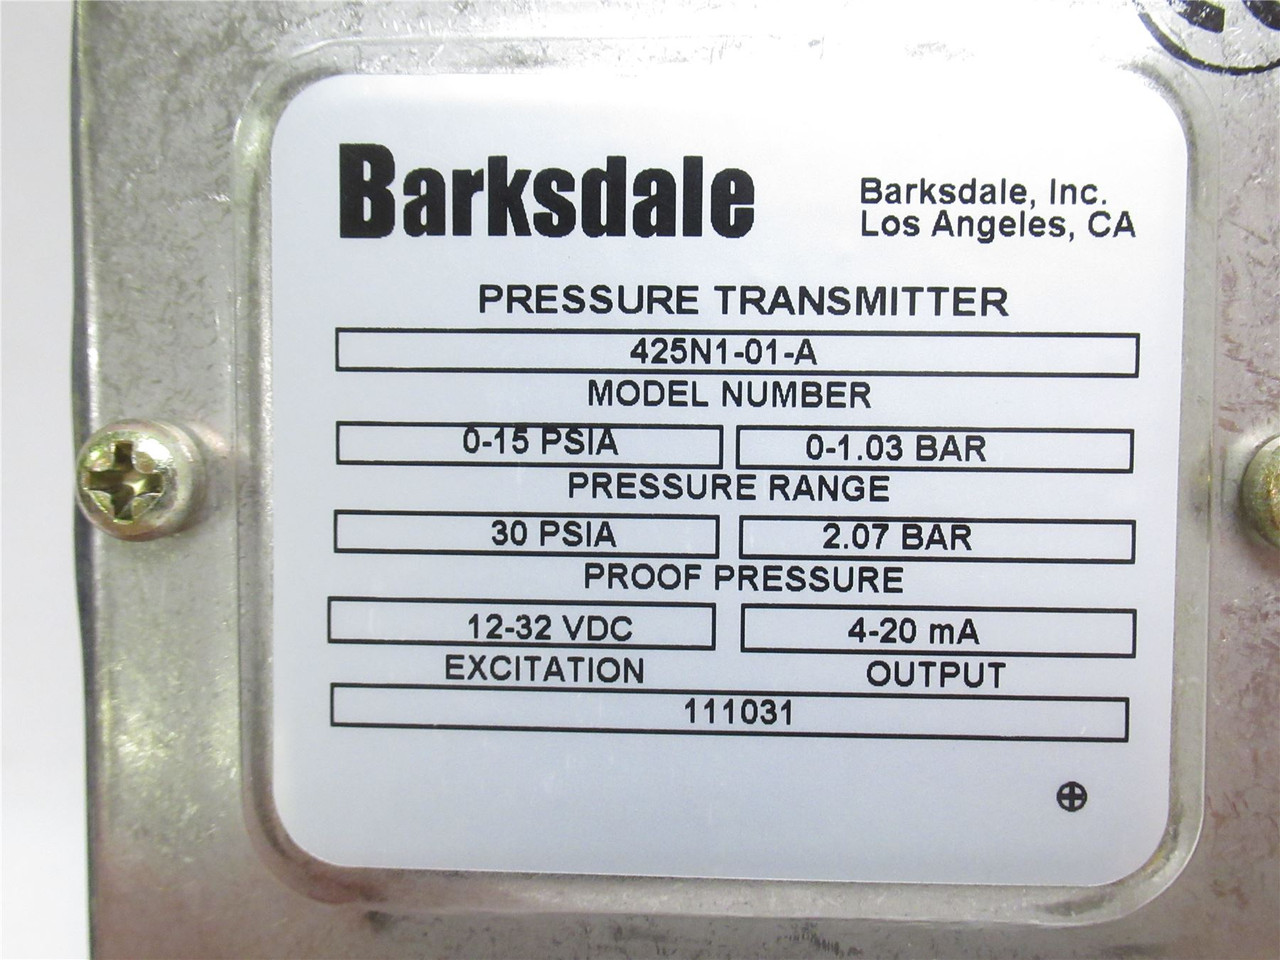 Barksdale
Barksdale, Inc.
Los Angeles, CA
PRESSURE TRANSMITTER
425N1-01-A
MODEL NUMBER
0-15 PSIA 0-1.03 BAR
PRESSURE RANGE
30 PSIA 2.07 BAR
PROOF PRESSURE
12-32 VDC 4-20 mA
EXCITATION OUTPUT
111031